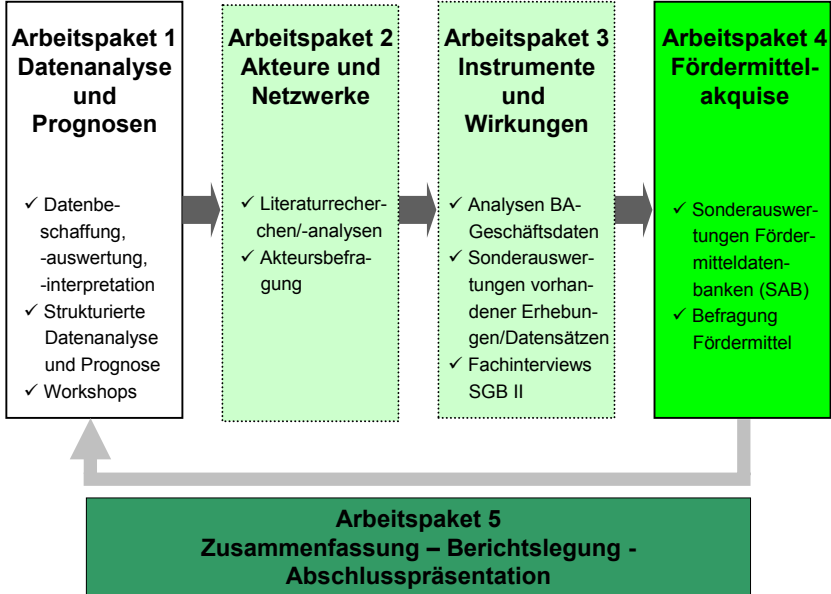 Arbeitspaket 1
Datenanalyse
und
Prognosen
✓ Datenbe-
schaffung,
-auswertung,
-interpretation
✓ Strukturierte
Datenanalyse
und Prognose
✓ Workshops
Arbeitspaket 2
Akteure und
Netzwerke
✓ Literaturrecher-
chen/-analysen
✓ Akteursbefra-
gung
Arbeitspaket 3
Instrumente
und
Wirkungen
✓ Analysen BA-
Geschäftsdaten
✓ Sonderauswer-
tungen vorhan-
dener Erhebun-
gen/Datensätzen
✓ Fachinterviews
SGB II
Arbeitspaket 4
Fördermittel-
akquise
✓ Sonderauswer-
tungen Förder-
mitteldaten-
banken (SAB)
✓ Befragung
Fördermittel
Arbeitspaket 5
Zusammenfassung – Berichtslegung -
Abschlusspräsentation